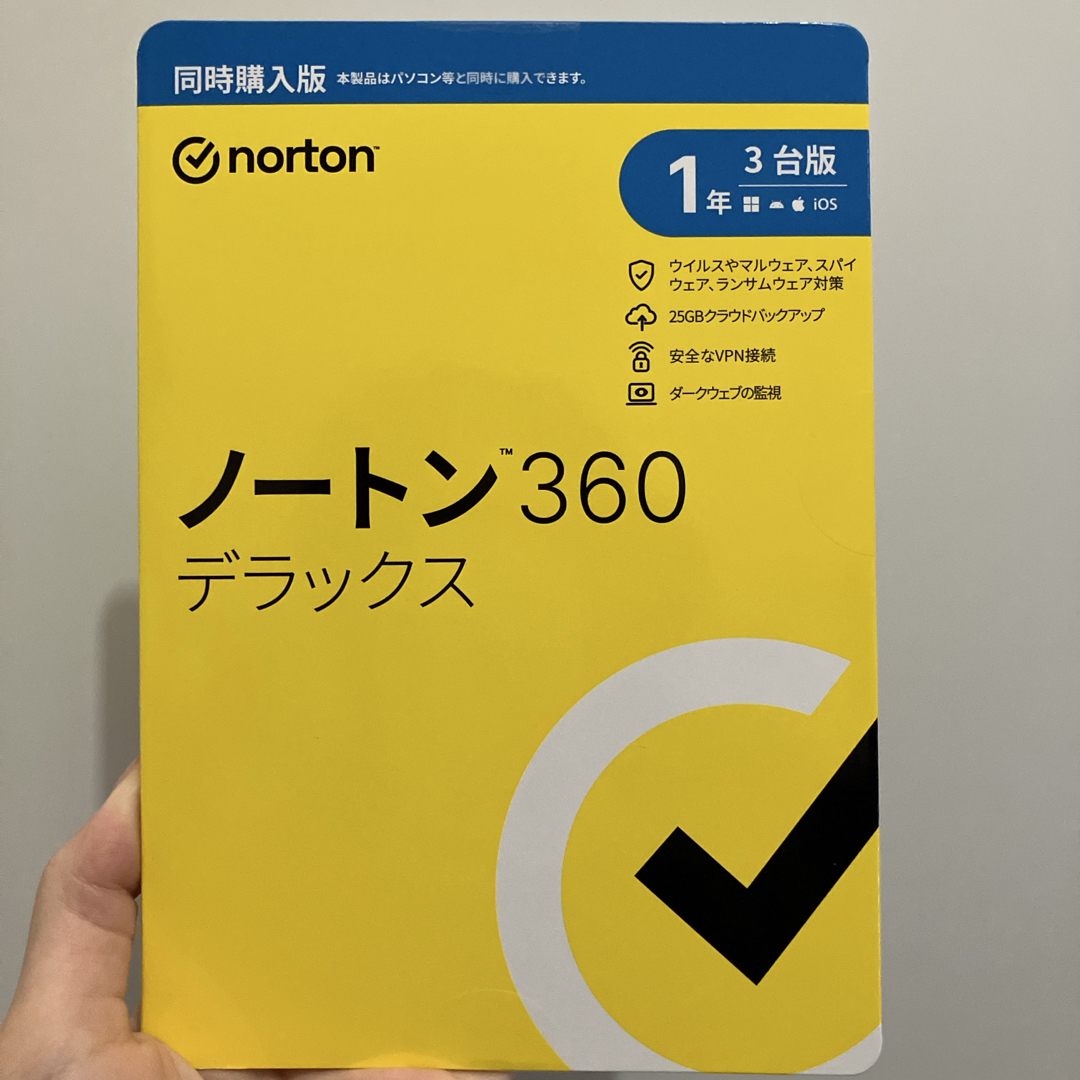 同時購入版 本製品はパソコン等と同時に購入できます。
norton™
1年
3台版
iOS
ウイルスやマルウェア、スパイ
ウェア、ランサムウェア対策
25GBクラウドバックアップ
安全なVPN接続
ダークウェブの監視
ノートン™ 360
デラックス